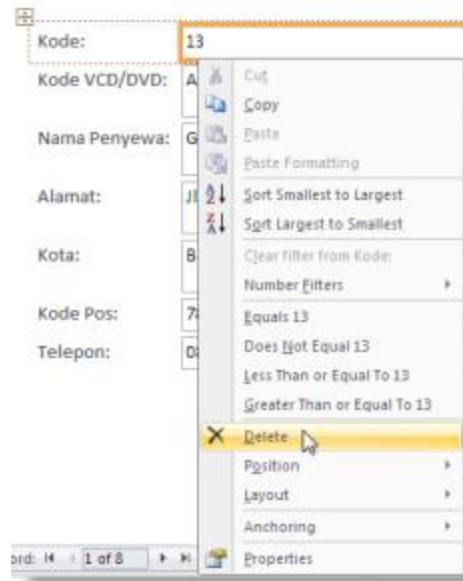 Kode: 13
Kode VCD/DVD: A
Nama Penyewa: G
Alamat:
Kota: B
Kode Pos: 7
Telepon: 0
Cut
Copy
Paste
Paste Formatting
Sort Smallest to Largest
Sort Largest to Smallest
Clear filter from Kode:
Number Filters
Equals 13
Does Not Equal 13
Less Than or Equal To 13
Greater Than or Equal To 13
Delete
Position
Layout
Anchoring
Properties
ord: 1 of 8